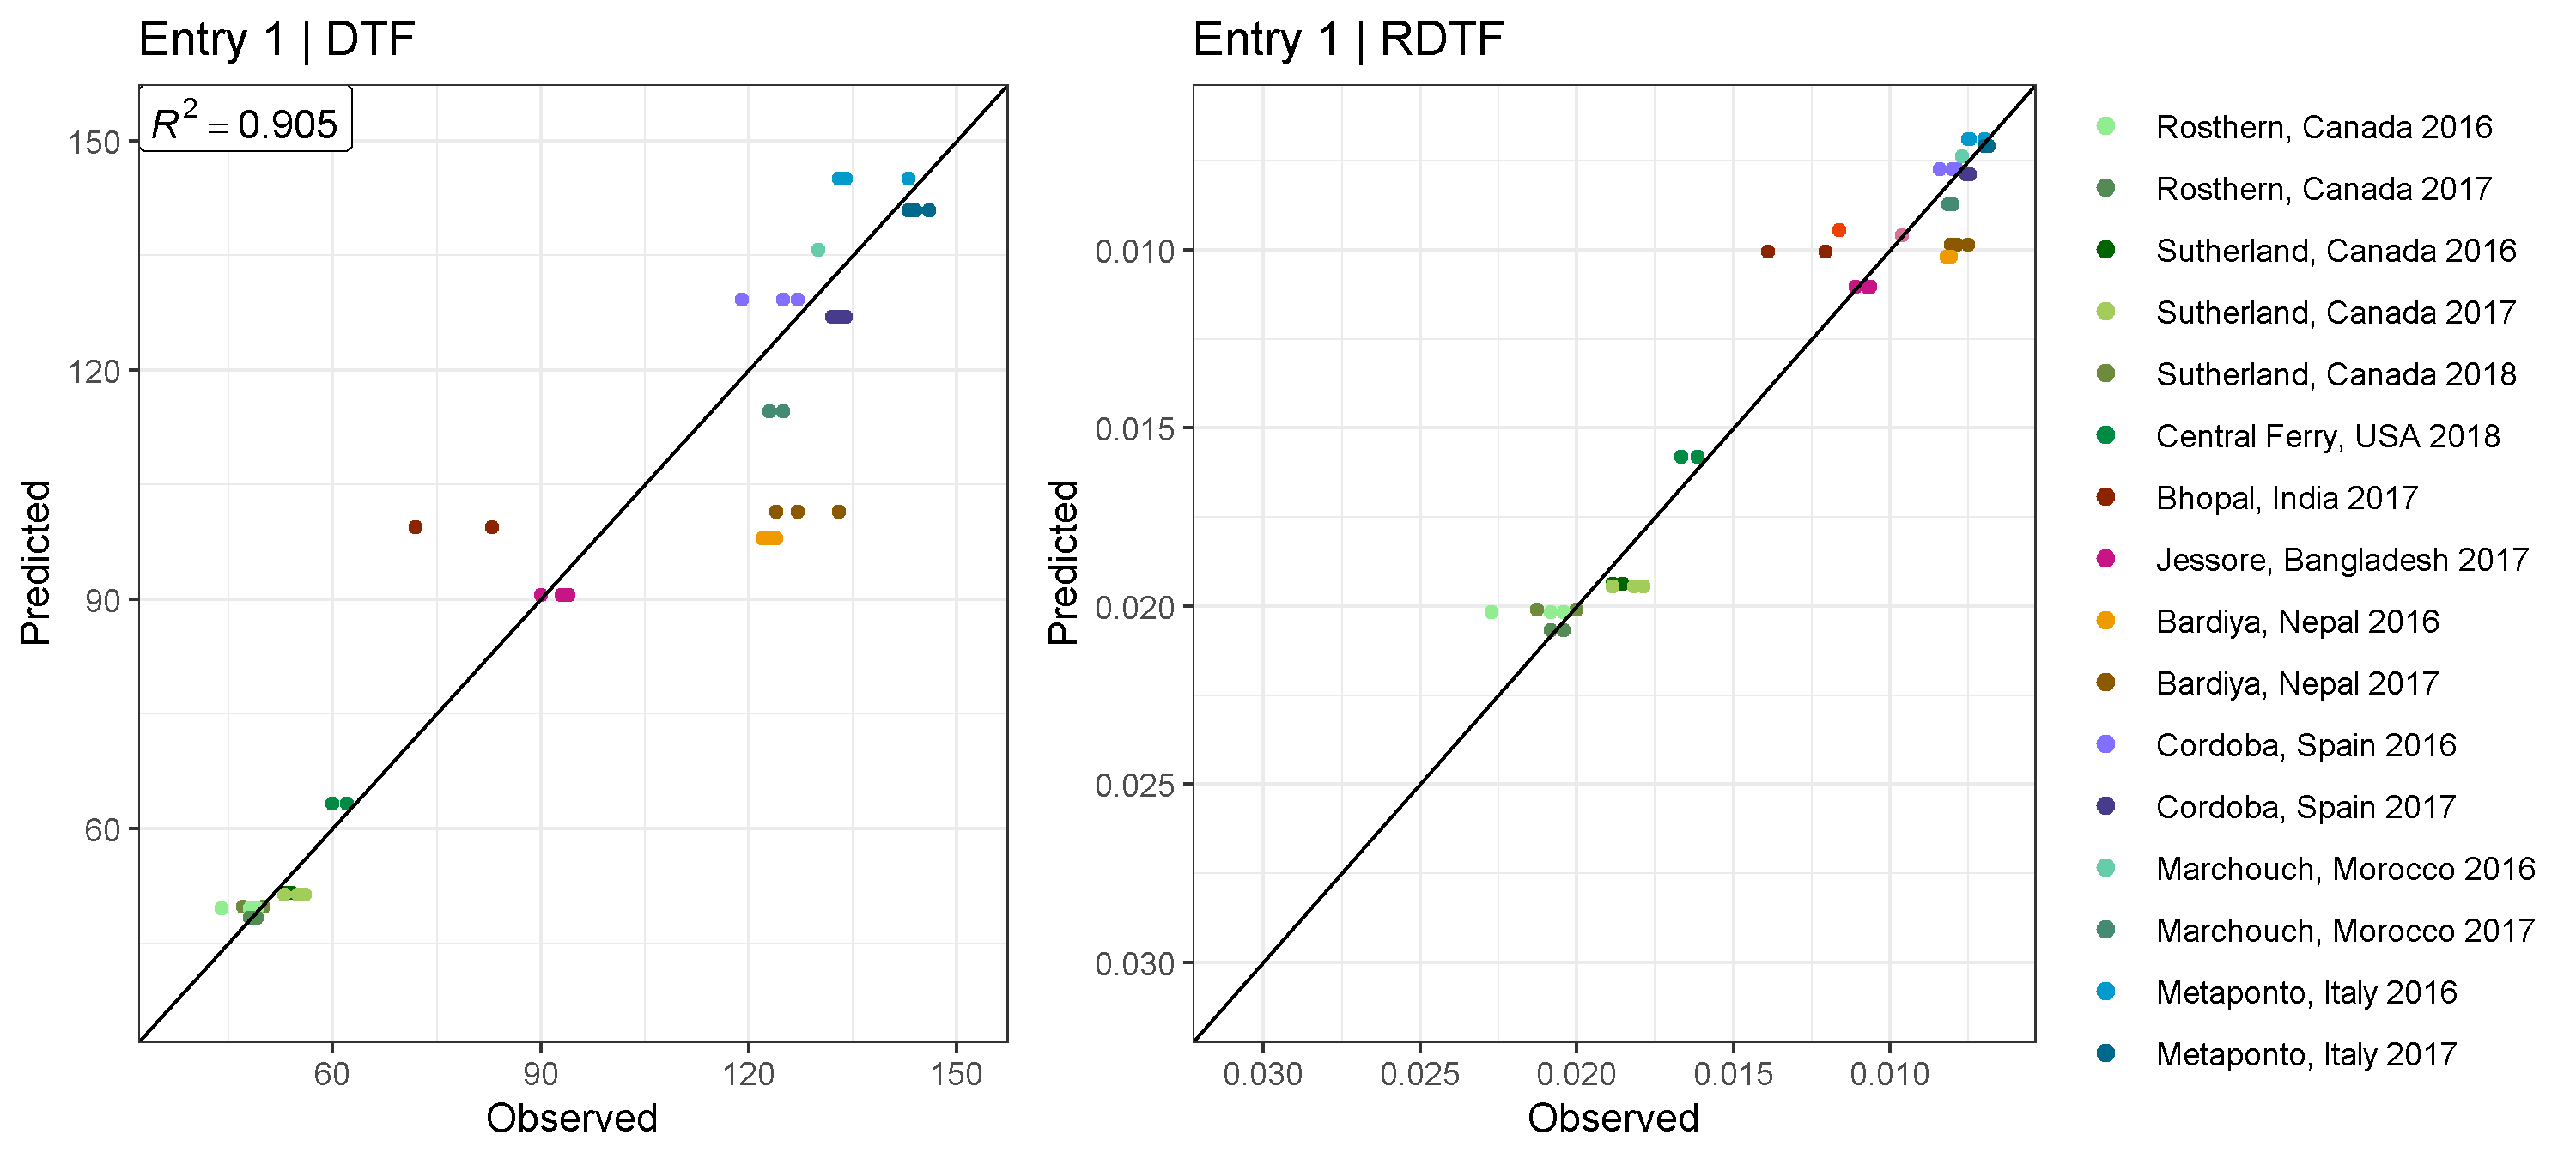 Entry 1 | DTF
R² = 0.905
150
120
90
60
Predicted
60 90 120 150
Observed
Entry 1 | RDTF
0.010
0.015
0.020
0.025
0.030
Predicted
0.030 0.025 0.020 0.015 0.010
Observed
Rosthern, Canada 2016
Rosthern, Canada 2017
Sutherland, Canada 2016
Sutherland, Canada 2017
Sutherland, Canada 2018
Central Ferry, USA 2018
Bhopal, India 2017
Jessore, Bangladesh 2017
Bardiya, Nepal 2016
Bardiya, Nepal 2017
Cordoba, Spain 2016
Cordoba, Spain 2017
Marchouch, Morocco 2016
Marchouch, Morocco 2017
Metaponto, Italy 2016
Metaponto, Italy 2017